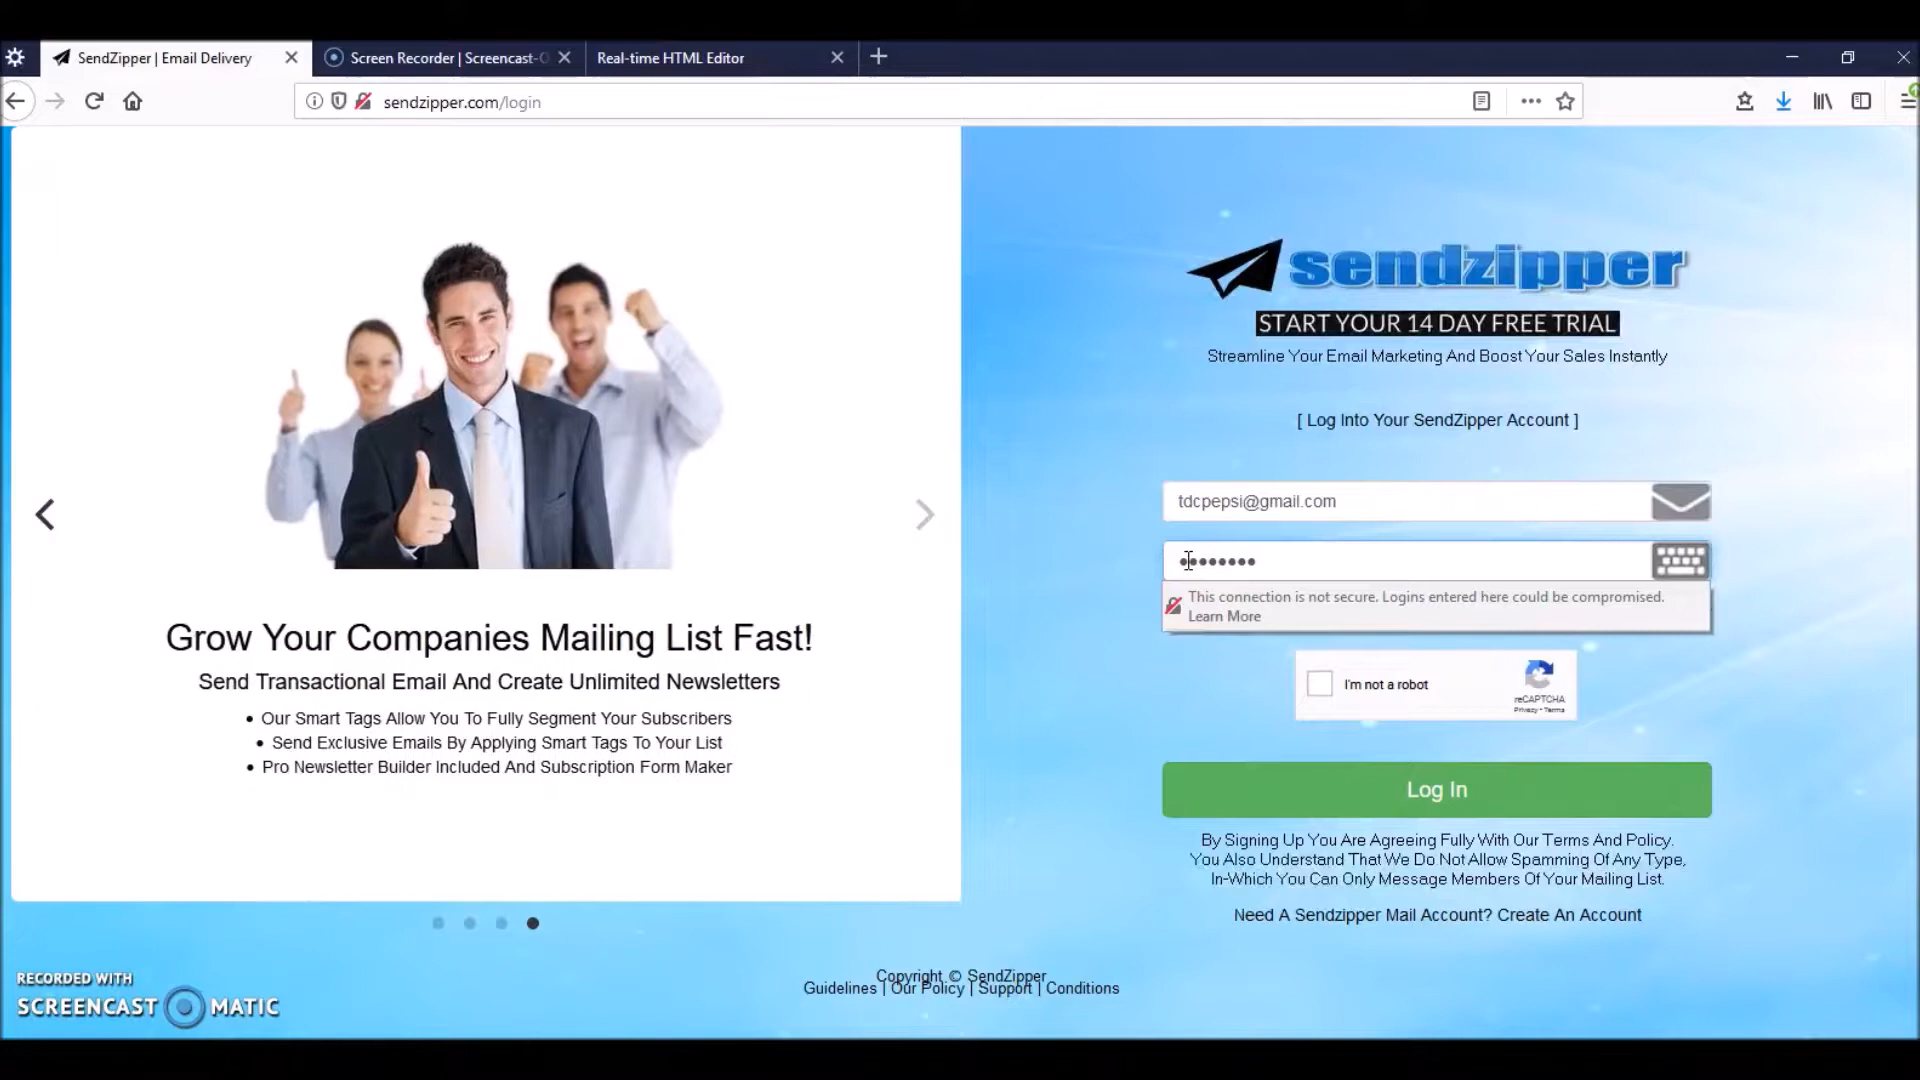 SendZipper | Email Delivery
Screen Recorder | Screencast-O
Real-time HTML Editor
sendzipper.com/login
sendzipper
START YOUR 14 DAY FREE TRIAL
Streamline Your Email Marketing And Boost Your Sales Instantly
[ Log Into Your SendZipper Account ]
tdcpepsi@gmail.com
••••••••
This connection is not secure. Logins entered here could be compromised.
Learn More
I'm not a robot
reCAPTCHA
Privacy - Terms
Log In
By Signing Up You Are Agreeing Fully With Our Terms And Policy.
You Also Understand That We Do Not Allow Spamming Of Any Type,
In-Which You Can Only Message Members Of Your Mailing List.
Need A Sendzipper Mail Account? Create An Account
Grow Your Companies Mailing List Fast!
Send Transactional Email And Create Unlimited Newsletters
• Our Smart Tags Allow You To Fully Segment Your Subscribers
• Send Exclusive Emails By Applying Smart Tags To Your List
• Pro Newsletter Builder Included And Subscription Form Maker
Copyright © SendZipper
Guidelines | Our Policy | Support | Conditions
RECORDED WITH
SCREENCAST MATIC